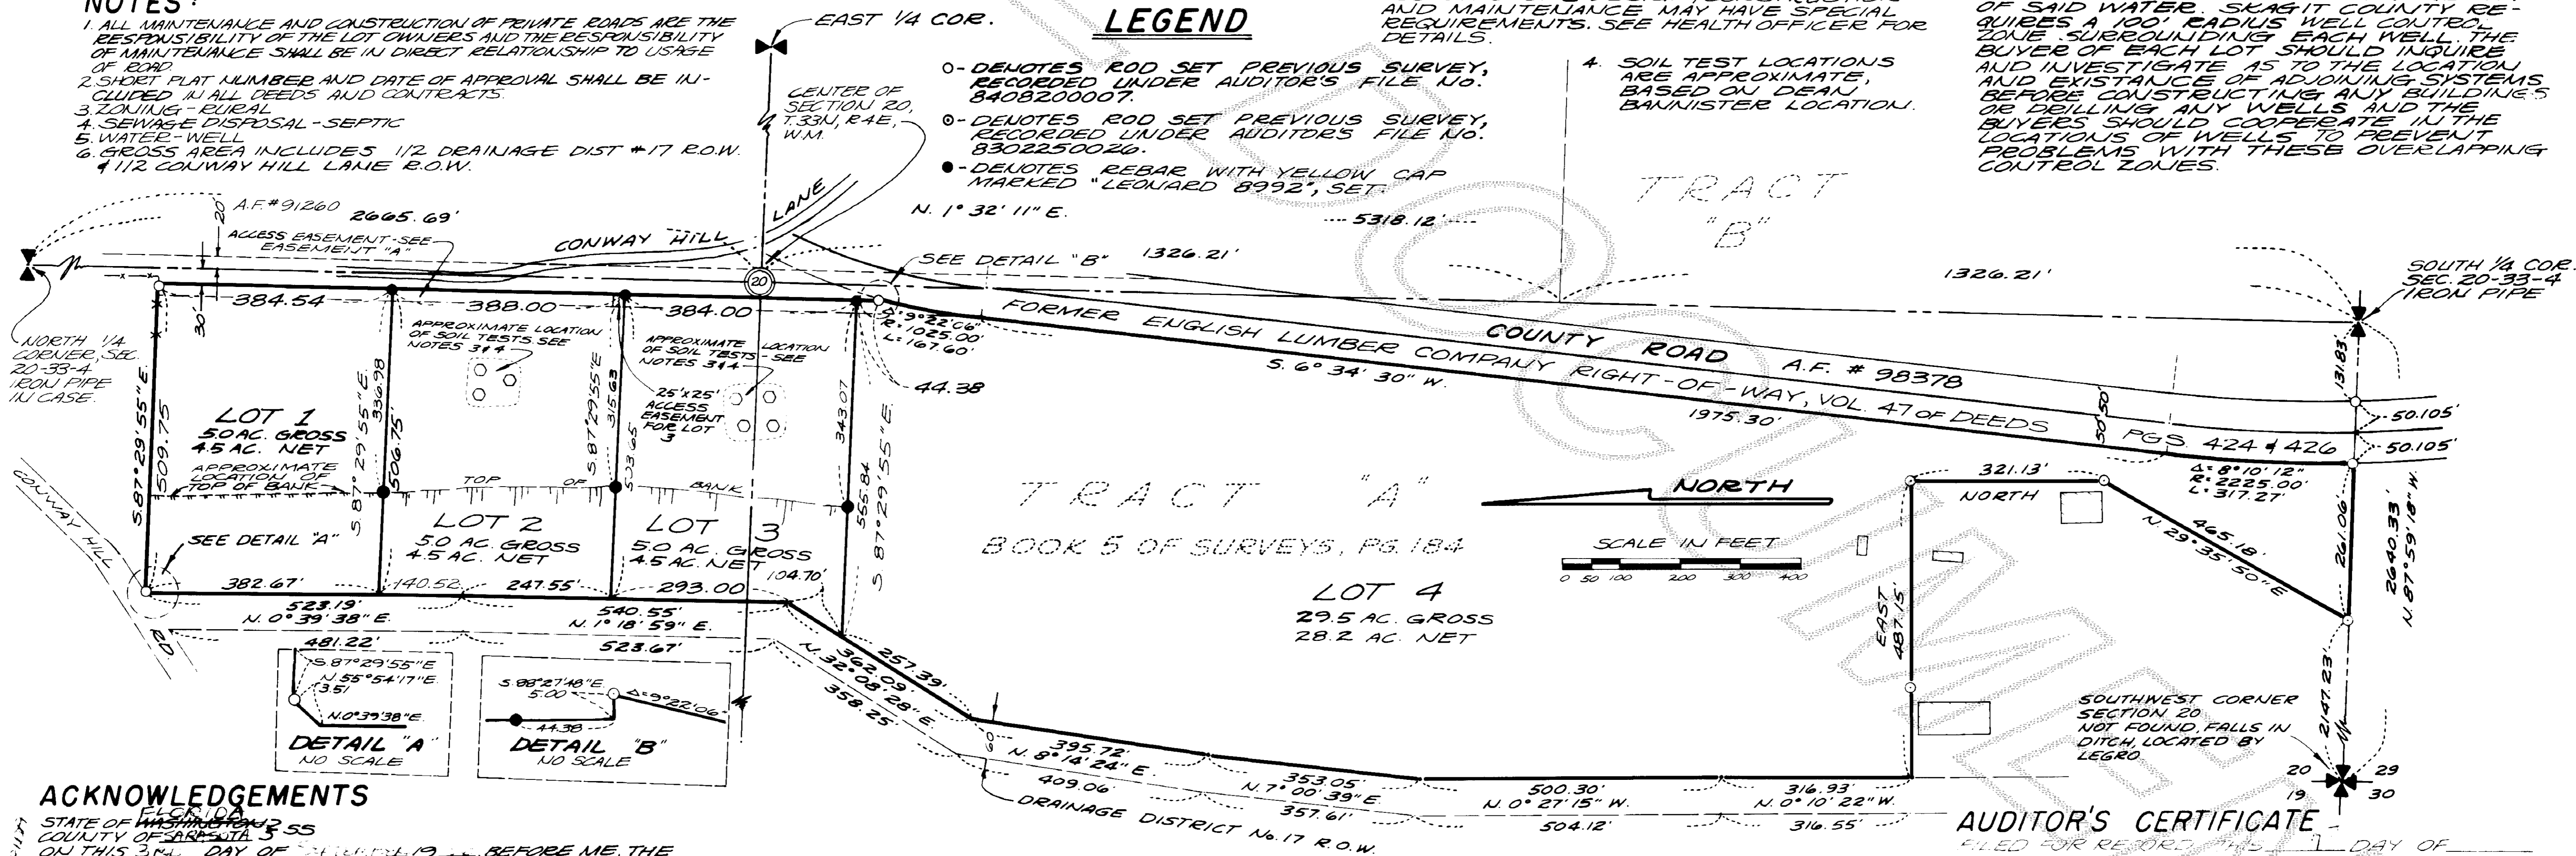 NOTES:
1. ALL MAINTENANCE AND CONSTRUCTION OF PRIVATE ROADS ARE THE
RESPONSIBILITY OF THE LOT OWNERS AND THE RESPONSIBILITY
OF MAINTENANCE SHALL BE IN DIRECT RELATIONSHIP TO USAGE
OF ROAD.
2. SHORT PLAT NUMBER AND DATE OF APPROVAL SHALL BE IN-
CLUDED IN ALL DEEDS AND CONTRACTS.
3. ZONING-RURAL
4. SEWAGE DISPOSAL-SEPTIC
5. WATER-WELL
6. GROSS AREA INCLUDES 1/2 DRAINAGE DIST #17 R.O.W.
& 1/2 CONWAY HILL LANE R.O.W.
EAST 1/4 COR.
CENTER OF
SECTION 20,
T.33N, R4E,
W.M.
LEGEND
O- DENOTES ROD SET PREVIOUS SURVEY,
RECORDED UNDER AUDITOR'S FILE No.
8408200007.
⊙- DENOTES ROD SET PREVIOUS SURVEY,
RECORDED UNDER AUDITORS FILE No.
8302250026.
●- DENOTES REBAR WITH YELLOW CAP
MARKED "LEONARD 8992", SET.
AND MAINTENANCE MAY HAVE SPECIAL
REQUIREMENTS. SEE HEALTH OFFICER FOR
DETAILS.
4. SOIL TEST LOCATIONS
ARE APPROXIMATE,
BASED ON DEAN
BANNISTER LOCATION.
OF SAID WATER. SKAGIT COUNTY RE-
QUIRES A 100' RADIUS WELL CONTROL
ZONE SURROUNDING EACH WELL. THE
BUYER OF EACH LOT SHOULD INQUIRE
AND INVESTIGATE AS TO THE LOCATION
AND EXISTANCE OF ADJOINING SYSTEMS
BEFORE CONSTRUCTING ANY BUILDINGS
OR DRILLING ANY WELLS AND THE
BUYERS SHOULD COOPERATE IN THE
LOCATIONS OF WELLS TO PREVENT
PROBLEMS WITH THESE OVERLAPPING
CONTROL ZONES.
TRACT
"B"
20'
A.F. #91260
2665.69'
ACCESS EASEMENT-SEE
EASEMENT "A"
CONWAY HILL LANE
N. 1° 32' 11" E.
5318.12'
SEE DETAIL "B"
1326.21'
1326.21'
SOUTH 1/4 COR.
SEC. 20-33-4
IRON PIPE
NORTH 1/4
CORNER, SEC.
20-33-4
IRON PIPE
IN CASE.
30'
384.54
388.00
384.00
20
Δ=9°22'06"
R=1025.00'
L=167.60'
44.38
FORMER ENGLISH LUMBER COMPANY RIGHT-OF-WAY, VOL. 47 OF DEEDS
PGS. 424 & 426
COUNTY ROAD A.F. # 98378
S. 6° 34' 30" W.
1975.30'
50' 50'
131.83'
50.105'
50.105'
Δ=8°10'12"
R=2225.00'
L=317.27'
APPROXIMATE LOCATION
OF SOIL TESTS. SEE
NOTES 3&4
APPROXIMATE LOCATION
OF SOIL TESTS-SEE
NOTES 3&4
25'x25'
ACCESS
EASEMENT
FOR LOT
3
S.87°29'55"E.
509.75
LOT 1
5.0 AC. GROSS
4.5 AC. NET
APPROXIMATE
LOCATION OF
TOP OF BANK
S.87°29'55"E.
336.98
506.75'
S.87°29'55"E
315.63
503.65
343.07
555.84
S 87°29'55"E.
TOP OF BANK
LOT 2
5.0 AC. GROSS
4.5 AC. NET
LOT 3
5.0 AC. GROSS
4.5 AC. NET
SEE DETAIL "A"
CONWAY HILL RD.
382.67'
140.52
247.55'
293.00
104.70'
523.19'
N. 0° 39' 38" E.
540.55'
N. 1° 18' 59" E.
481.22'
523.67'
TRACT "A"
BOOK 5 OF SURVEYS, PG. 184
NORTH
SCALE IN FEET
0 50 100 200 300 400
LOT 4
29.5 AC. GROSS
28.2 AC. NET
321.13'
NORTH
465.18'
N. 29° 35' 50" E
261.06'
2640.33'
N. 87° 59' 18" W.
EAST
487.15'
2147.23'
257.39'
362.09'
N. 32° 08' 28" E.
358.25'
60'
395.72'
N. 8° 14' 24" E.
409.06'
353.05'
N. 7° 00' 39" E.
357.61'
500.30'
N. 0° 27' 15" W.
504.12'
316.93'
N. 0° 10' 22" W.
316.55'
DRAINAGE DISTRICT No. 17 R.O.W.
SOUTHWEST CORNER
SECTION 20
NOT FOUND, FALLS IN
DITCH, LOCATED BY
LEGRO
20 29
19 30
S.87°29'55"E
N.55°54'17"E.
3.51
N.0°39'38"E.
DETAIL "A"
NO SCALE
S.88°27'48"E
5.00
Δ=9°22'06"
44.38
DETAIL "B"
NO SCALE
ACKNOWLEDGEMENTS
FLORIDA
STATE OF WASHINGTON
COUNTY OF SARASOTA SS
ON THIS 3RD DAY OF 19 BEFORE ME, THE
AUDITOR'S CERTIFICATE
FILED FOR RECORD THIS DAY OF
DOCUMENT